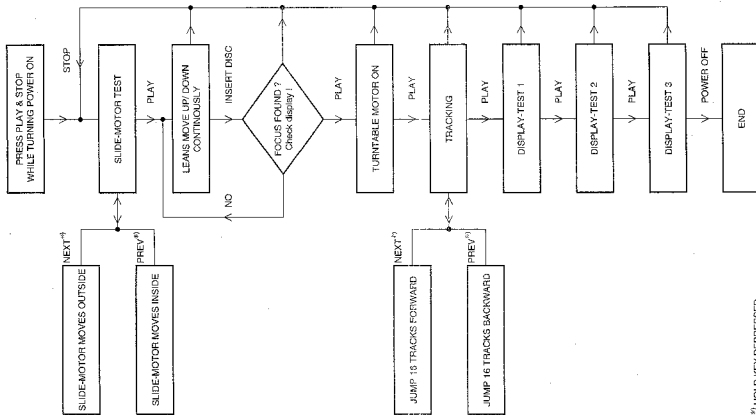 PRESS PLAY & STOP
WHILE TURNING POWER ON
STOP
SLIDE-MOTOR TEST
NEXT
SLIDE-MOTOR MOVES OUTSIDE
PREV
SLIDE-MOTOR MOVES INSIDE
PLAY
LEANS MOVE UP/ DOWN
CONTINOUSLY
INSERT DISC
FOCUS FOUND ?
Check display !
NO
PLAY
TURNTABLE MOTOR ON
PLAY
TRACKING
NEXT
JUMP 16 TRACKS FORWARD
PREV
JUMP 16 TRACKS BACKWARD
PLAY
DISPLAY-TEST 1
PLAY
DISPLAY-TEST 2
PLAY
DISPLAY-TEST 3
POWER OFF
END